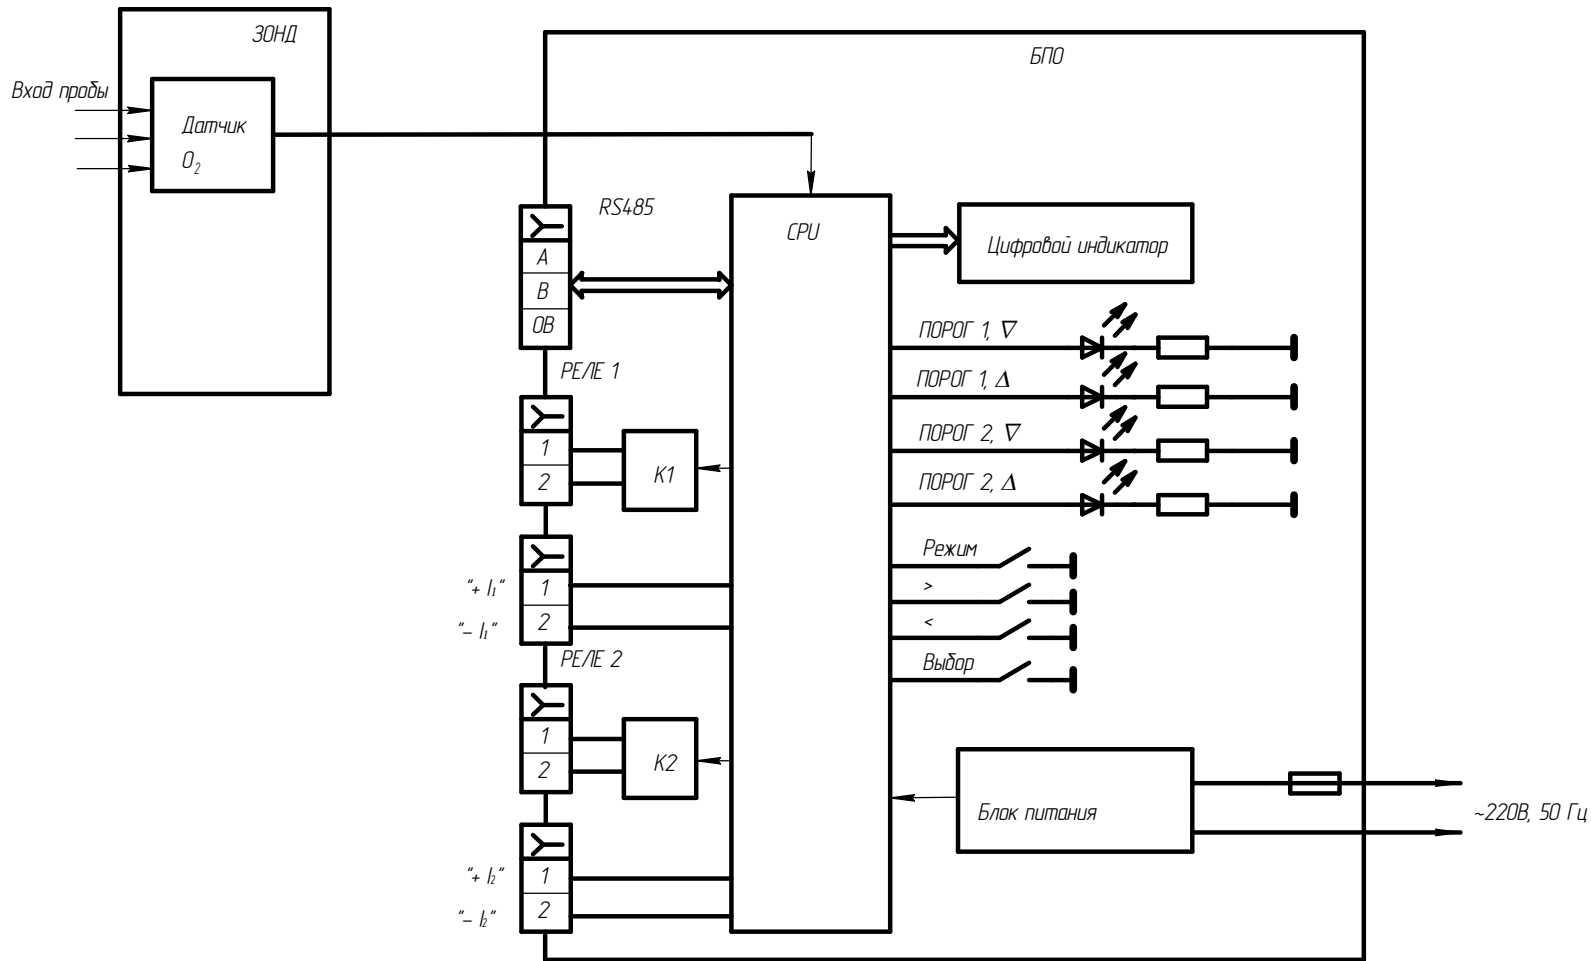 ЗОНД
Вход пробы
Датчик
O₂
БПО
RS485
A
B
0B
CPU
Цифровой индикатор
ПОРОГ 1, ∇
ПОРОГ 1, Δ
ПОРОГ 2, ∇
ПОРОГ 2, Δ
РЕЛЕ 1
1
2
K1
"+ I₁"
1
"– I₁"
2
Режим
>
<
Выбор
РЕЛЕ 2
1
2
K2
"+ I₂"
1
"– I₂"
2
Блок питания
~220В, 50 Гц